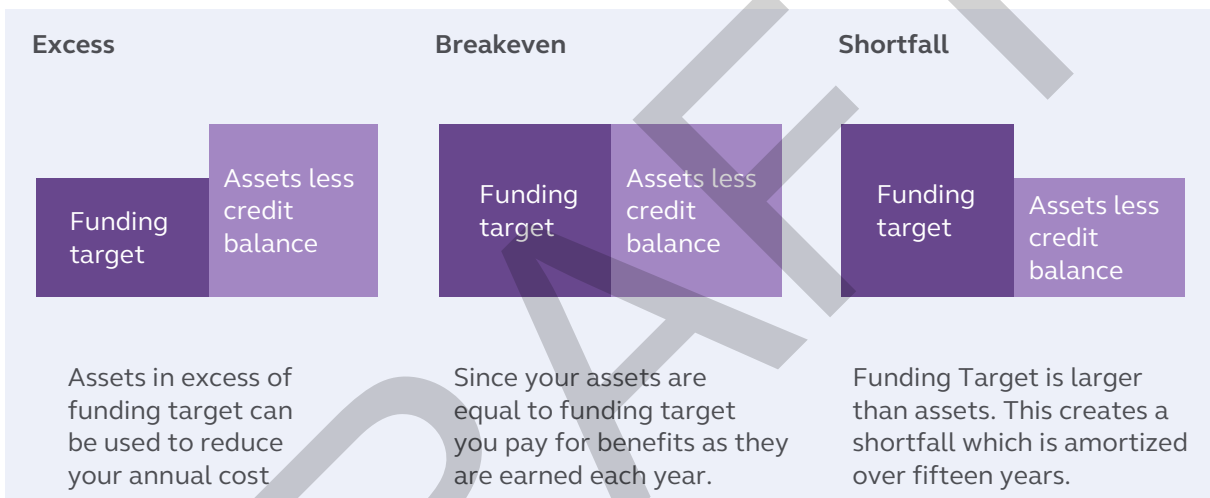 Excess
Funding
target
Assets less
credit
balance
Assets in excess of
funding target can
be used to reduce
your annual cost
Breakeven
Funding
target
Assets less
credit
balance
Since your assets are
equal to funding target
you pay for benefits as they
are earned each year.
Shortfall
Funding
target
Assets less
credit
balance
Funding Target is larger
than assets. This creates a
shortfall which is amortized
over fifteen years.